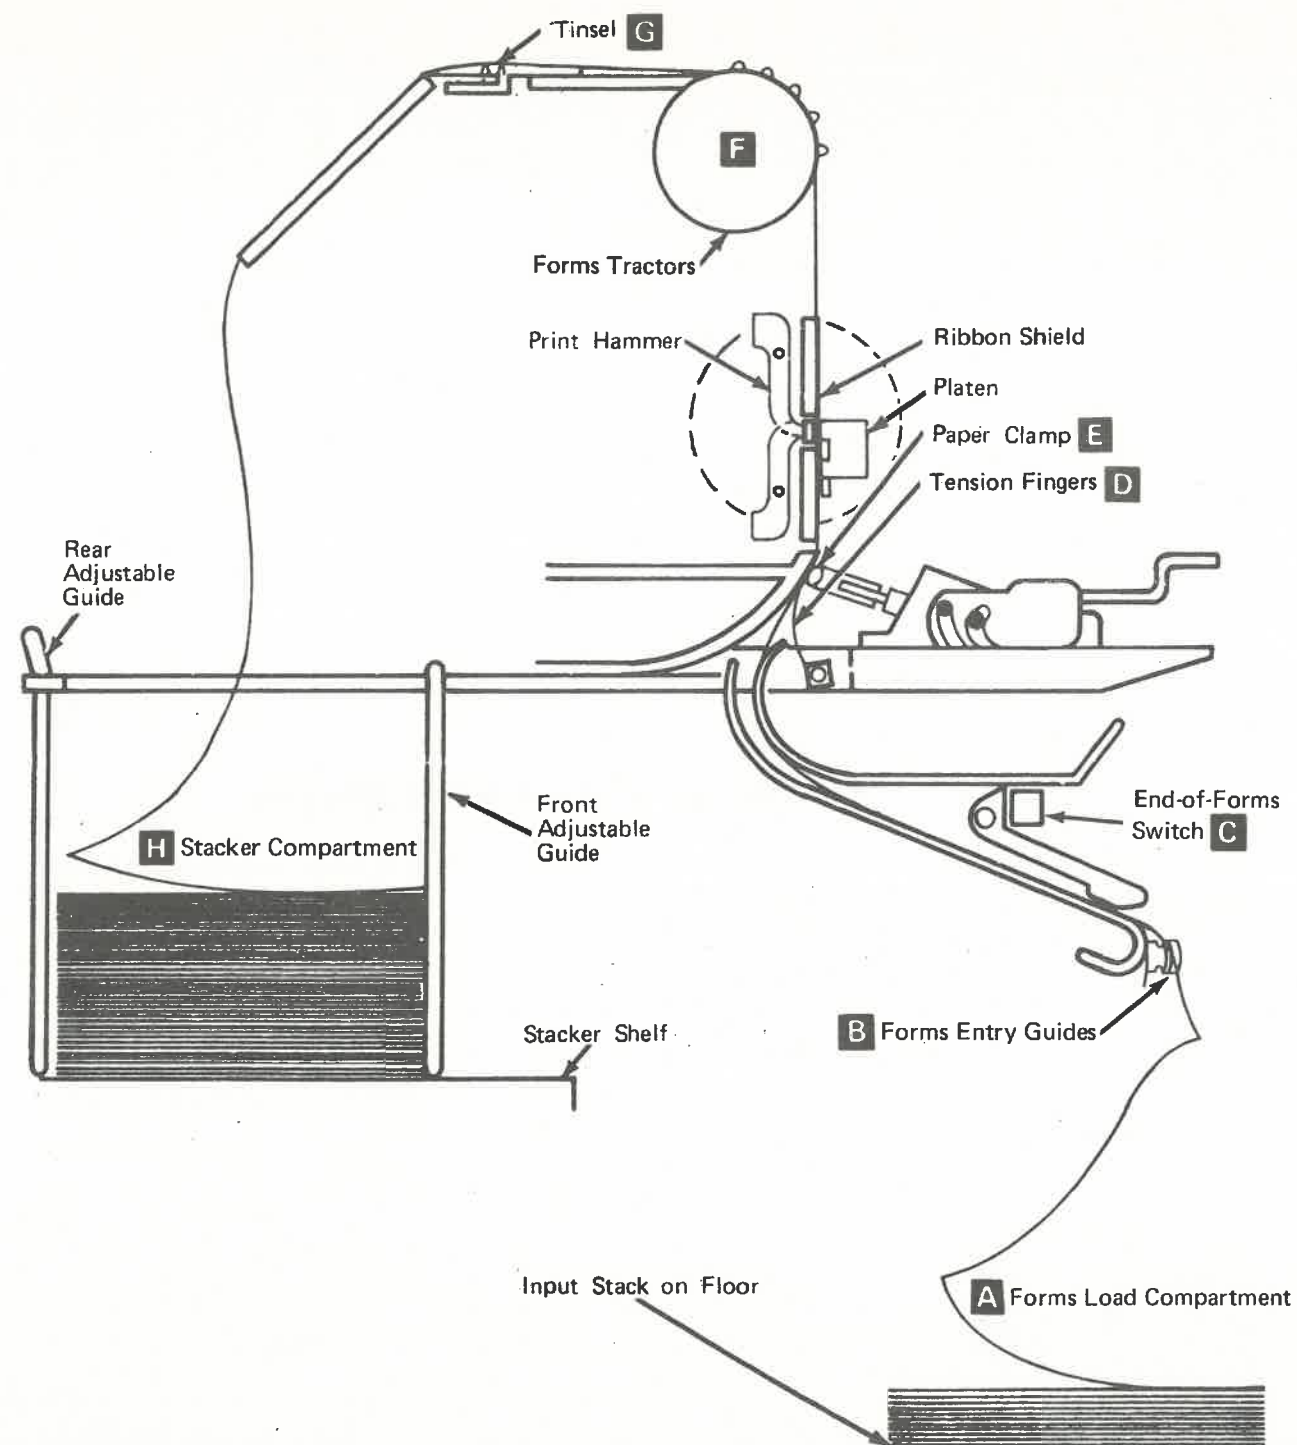 Tinsel G
F
Forms Tractors
Print Hammer
Ribbon Shield
Platen
Paper Clamp E
Tension Fingers D
Rear
Adjustable
Guide
Front
Adjustable
Guide
End-of-Forms
Switch C
H Stacker Compartment
B Forms Entry Guides
Stacker Shelf
Input Stack on Floor
A Forms Load Compartment